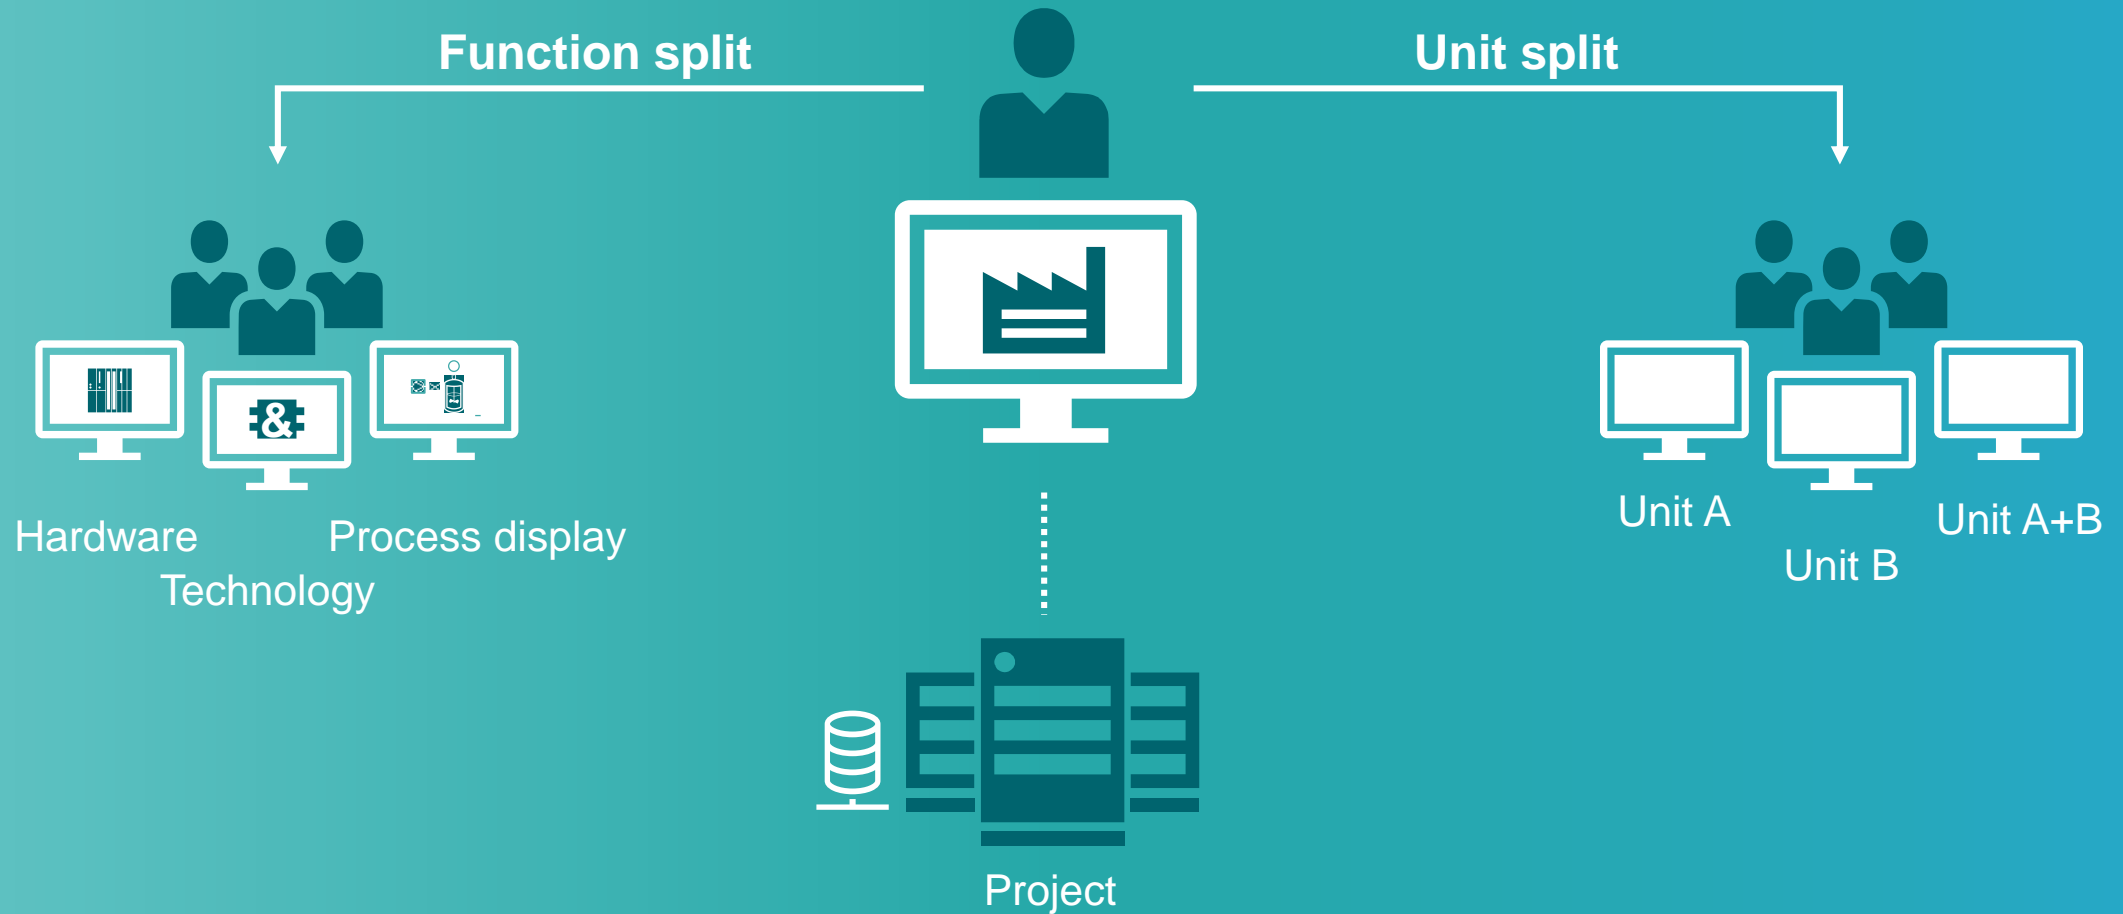 Function split
Unit split
&
Hardware
Technology
Process display
Unit A
Unit B
Unit A+B
Project